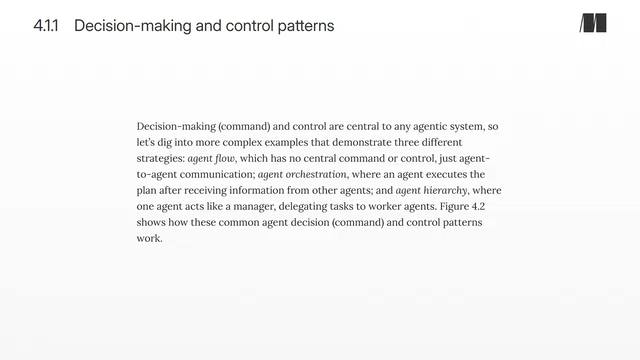 4.1.1 Decision-making and control patterns
Decision-making (command) and control are central to any agentic system, so
let's dig into more complex examples that demonstrate three different
strategies: agent flow, which has no central command or control, just agent-
to-agent communication; agent orchestration, where an agent executes the
plan after receiving information from other agents; and agent hierarchy, where
one agent acts like a manager, delegating tasks to worker agents. Figure 4.2
shows how these common agent decision (command) and control patterns
work.